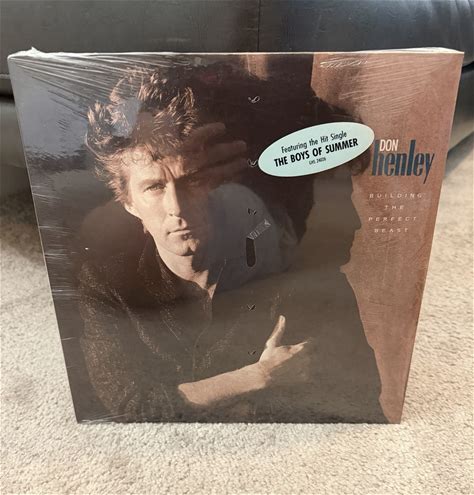 Featuring the Hit Single
THE BOYS OF SUMMER
DON
henley
BUILDING
THE
PERFECT
BEAST